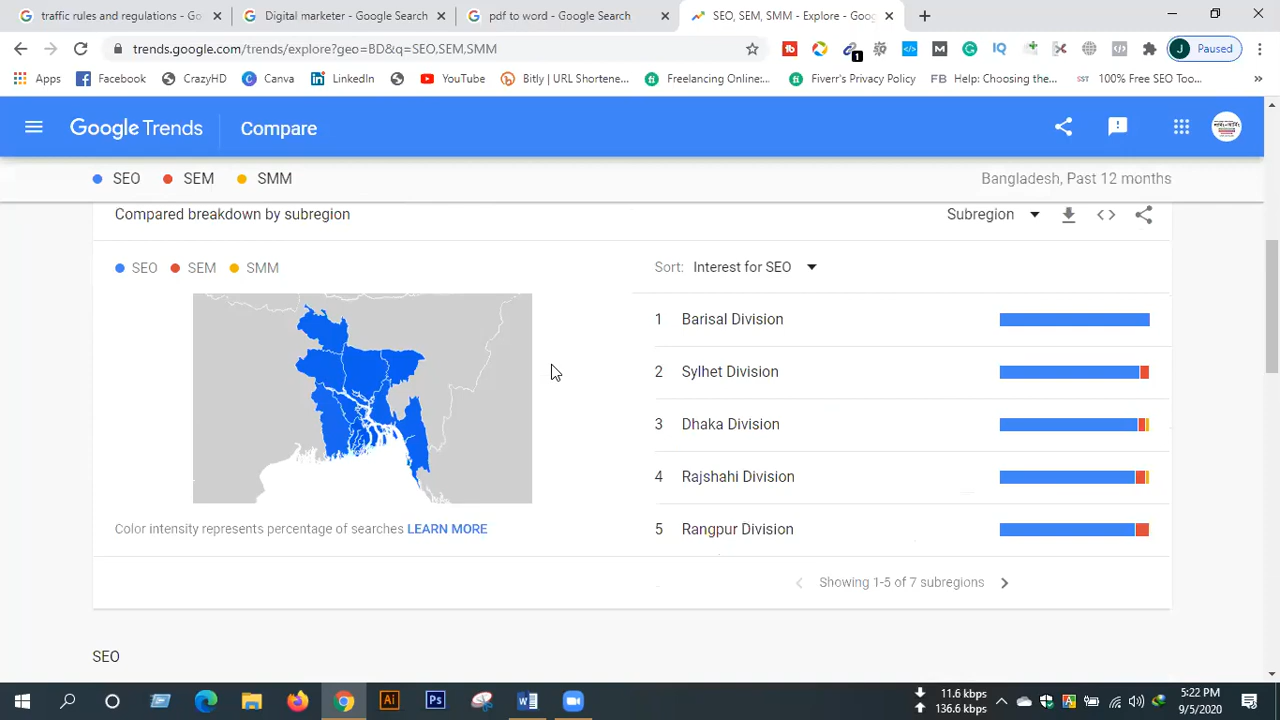 traffic rules and regulations - Go
Digital marketer - Google Search
pdf to word - Google Search
SEO, SEM, SMM - Explore - Goo
trends.google.com/trends/explore?geo=BD&q=SEO,SEM,SMM
1
IQ
J
Paused
Apps
Facebook
CrazyHD
Canva
LinkedIn
YouTube
Bitly | URL Shortene...
Freelancing Online:...
Fiverr's Privacy Policy
FB
Help: Choosing the...
SST
100% Free SEO Too...
Google Trends
Compare
SEO
SEM
SMM
Bangladesh, Past 12 months
Compared breakdown by subregion
Subregion
SEO
SEM
SMM
Sort: Interest for SEO
1 Barisal Division
2 Sylhet Division
3 Dhaka Division
4 Rajshahi Division
5 Rangpur Division
Color intensity represents percentage of searches LEARN MORE
Showing 1-5 of 7 subregions
SEO
Ai
Ps
11.6 kbps
136.6 kbps
5:22 PM
9/5/2020